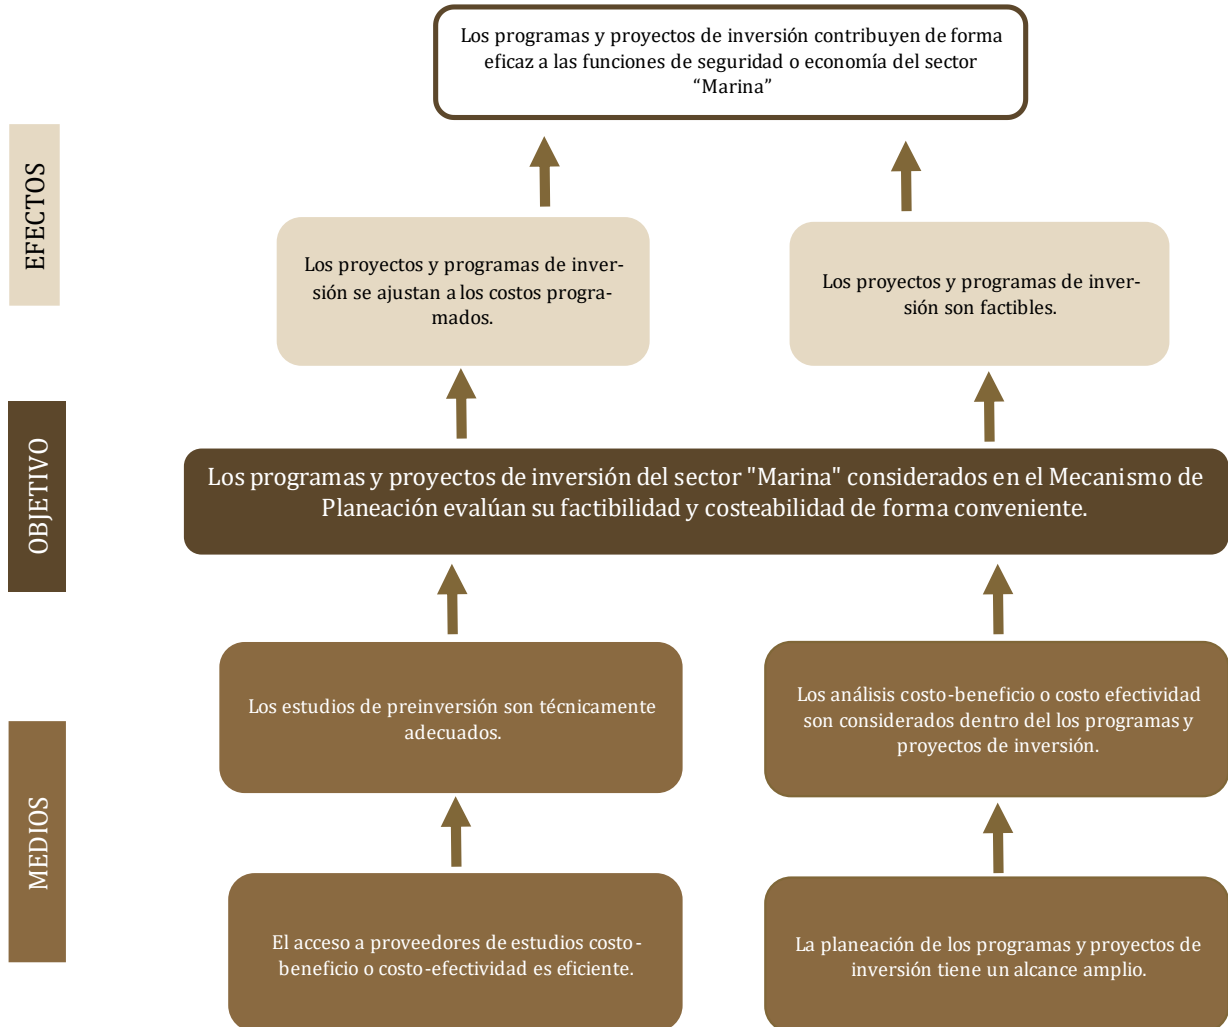 Los programas y proyectos de inversión contribuyen de forma
eficaz a las funciones de seguridad o economía del sector
“Marina”
EFECTOS
Los proyectos y programas de inver-
sión se ajustan a los costos progra-
mados.
Los proyectos y programas de inver-
sión son factibles.
OBJETIVO
Los programas y proyectos de inversión del sector "Marina" considerados en el Mecanismo de
Planeación evalúan su factibilidad y costeabilidad de forma conveniente.
MEDIOS
Los estudios de preinversión son técnicamente
adecuados.
Los análisis costo-beneficio o costo efectividad
son considerados dentro del los programas y
proyectos de inversión.
El acceso a proveedores de estudios costo-
beneficio o costo-efectividad es eficiente.
La planeación de los programas y proyectos de
inversión tiene un alcance amplio.